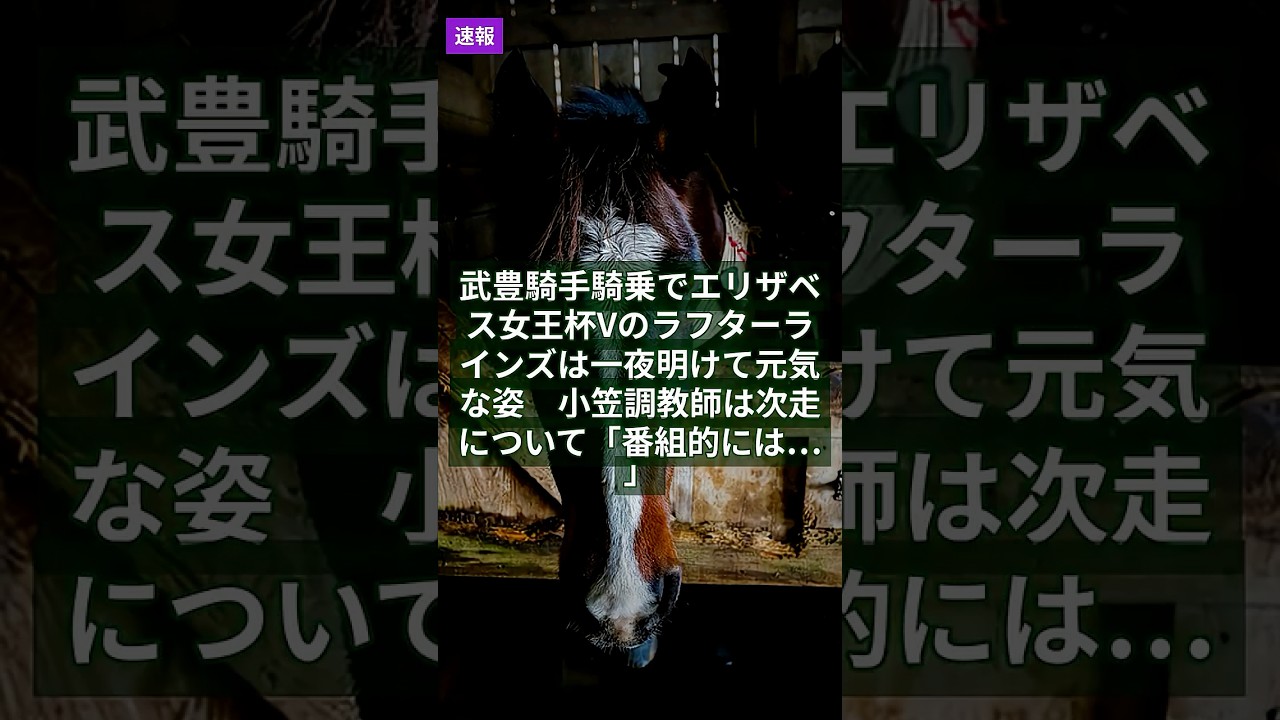 速報
武豊騎手騎乗でエリザベ
ス女王杯Vのラフターラ
インズは一夜明けて元気
な姿　小笠調教師は次走
について「番組的には…
」